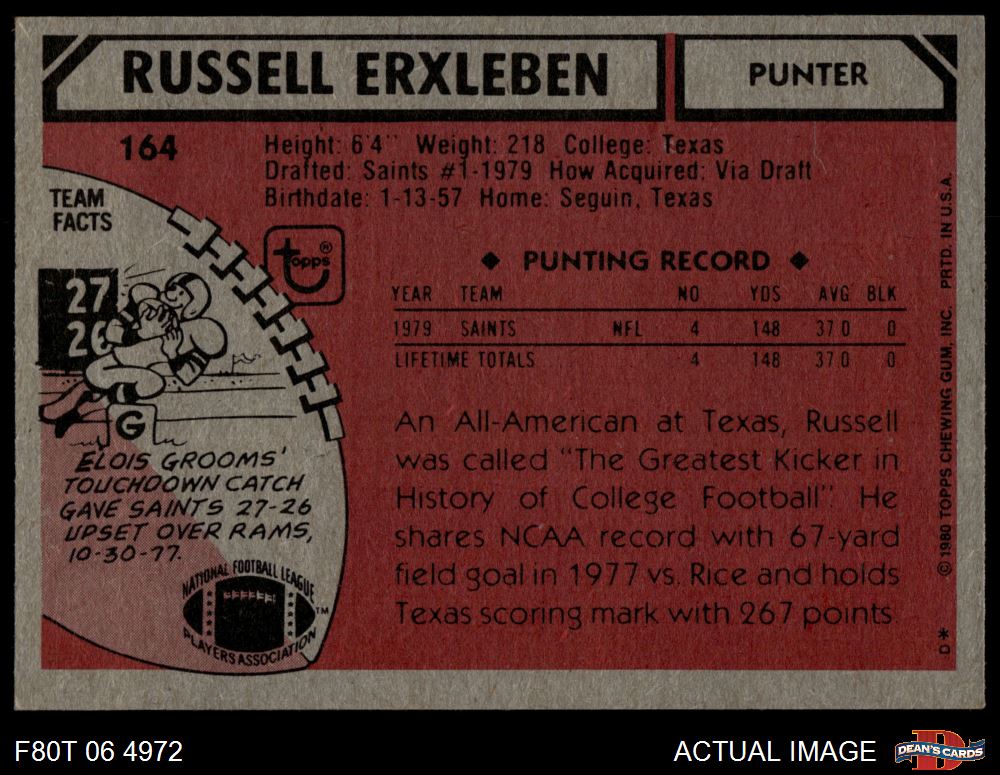 RUSSELL ERXLEBEN
PUNTER
164
Height: 6'4" Weight: 218 College: Texas
Drafted: Saints #1-1979 How Acquired: Via Draft
Birthdate: 1-13-57 Home: Seguin, Texas
TEAM
FACTS
27
26
G
ELOIS GROOMS'
TOUCHDOWN CATCH
GAVE SAINTS 27-26
UPSET OVER RAMS,
10-30-77.
NATIONAL FOOTBALL LEAGUE
PLAYERS ASSOCIATION
TM
topps®
◆ PUNTING RECORD ◆
YEAR TEAM NO YDS AVG BLK
1979 SAINTS NFL 4 148 37.0 0
LIFETIME TOTALS 4 148 37.0 0
An All-American at Texas, Russell
was called "The Greatest Kicker in
History of College Football". He
shares NCAA record with 67-yard
field goal in 1977 vs. Rice and holds
Texas scoring mark with 267 points.
D* © 1980 TOPPS CHEWING GUM, INC. PRTD. IN U.S.A.
F80T 06 4972
ACTUAL IMAGE
D
DEAN'S CARDS